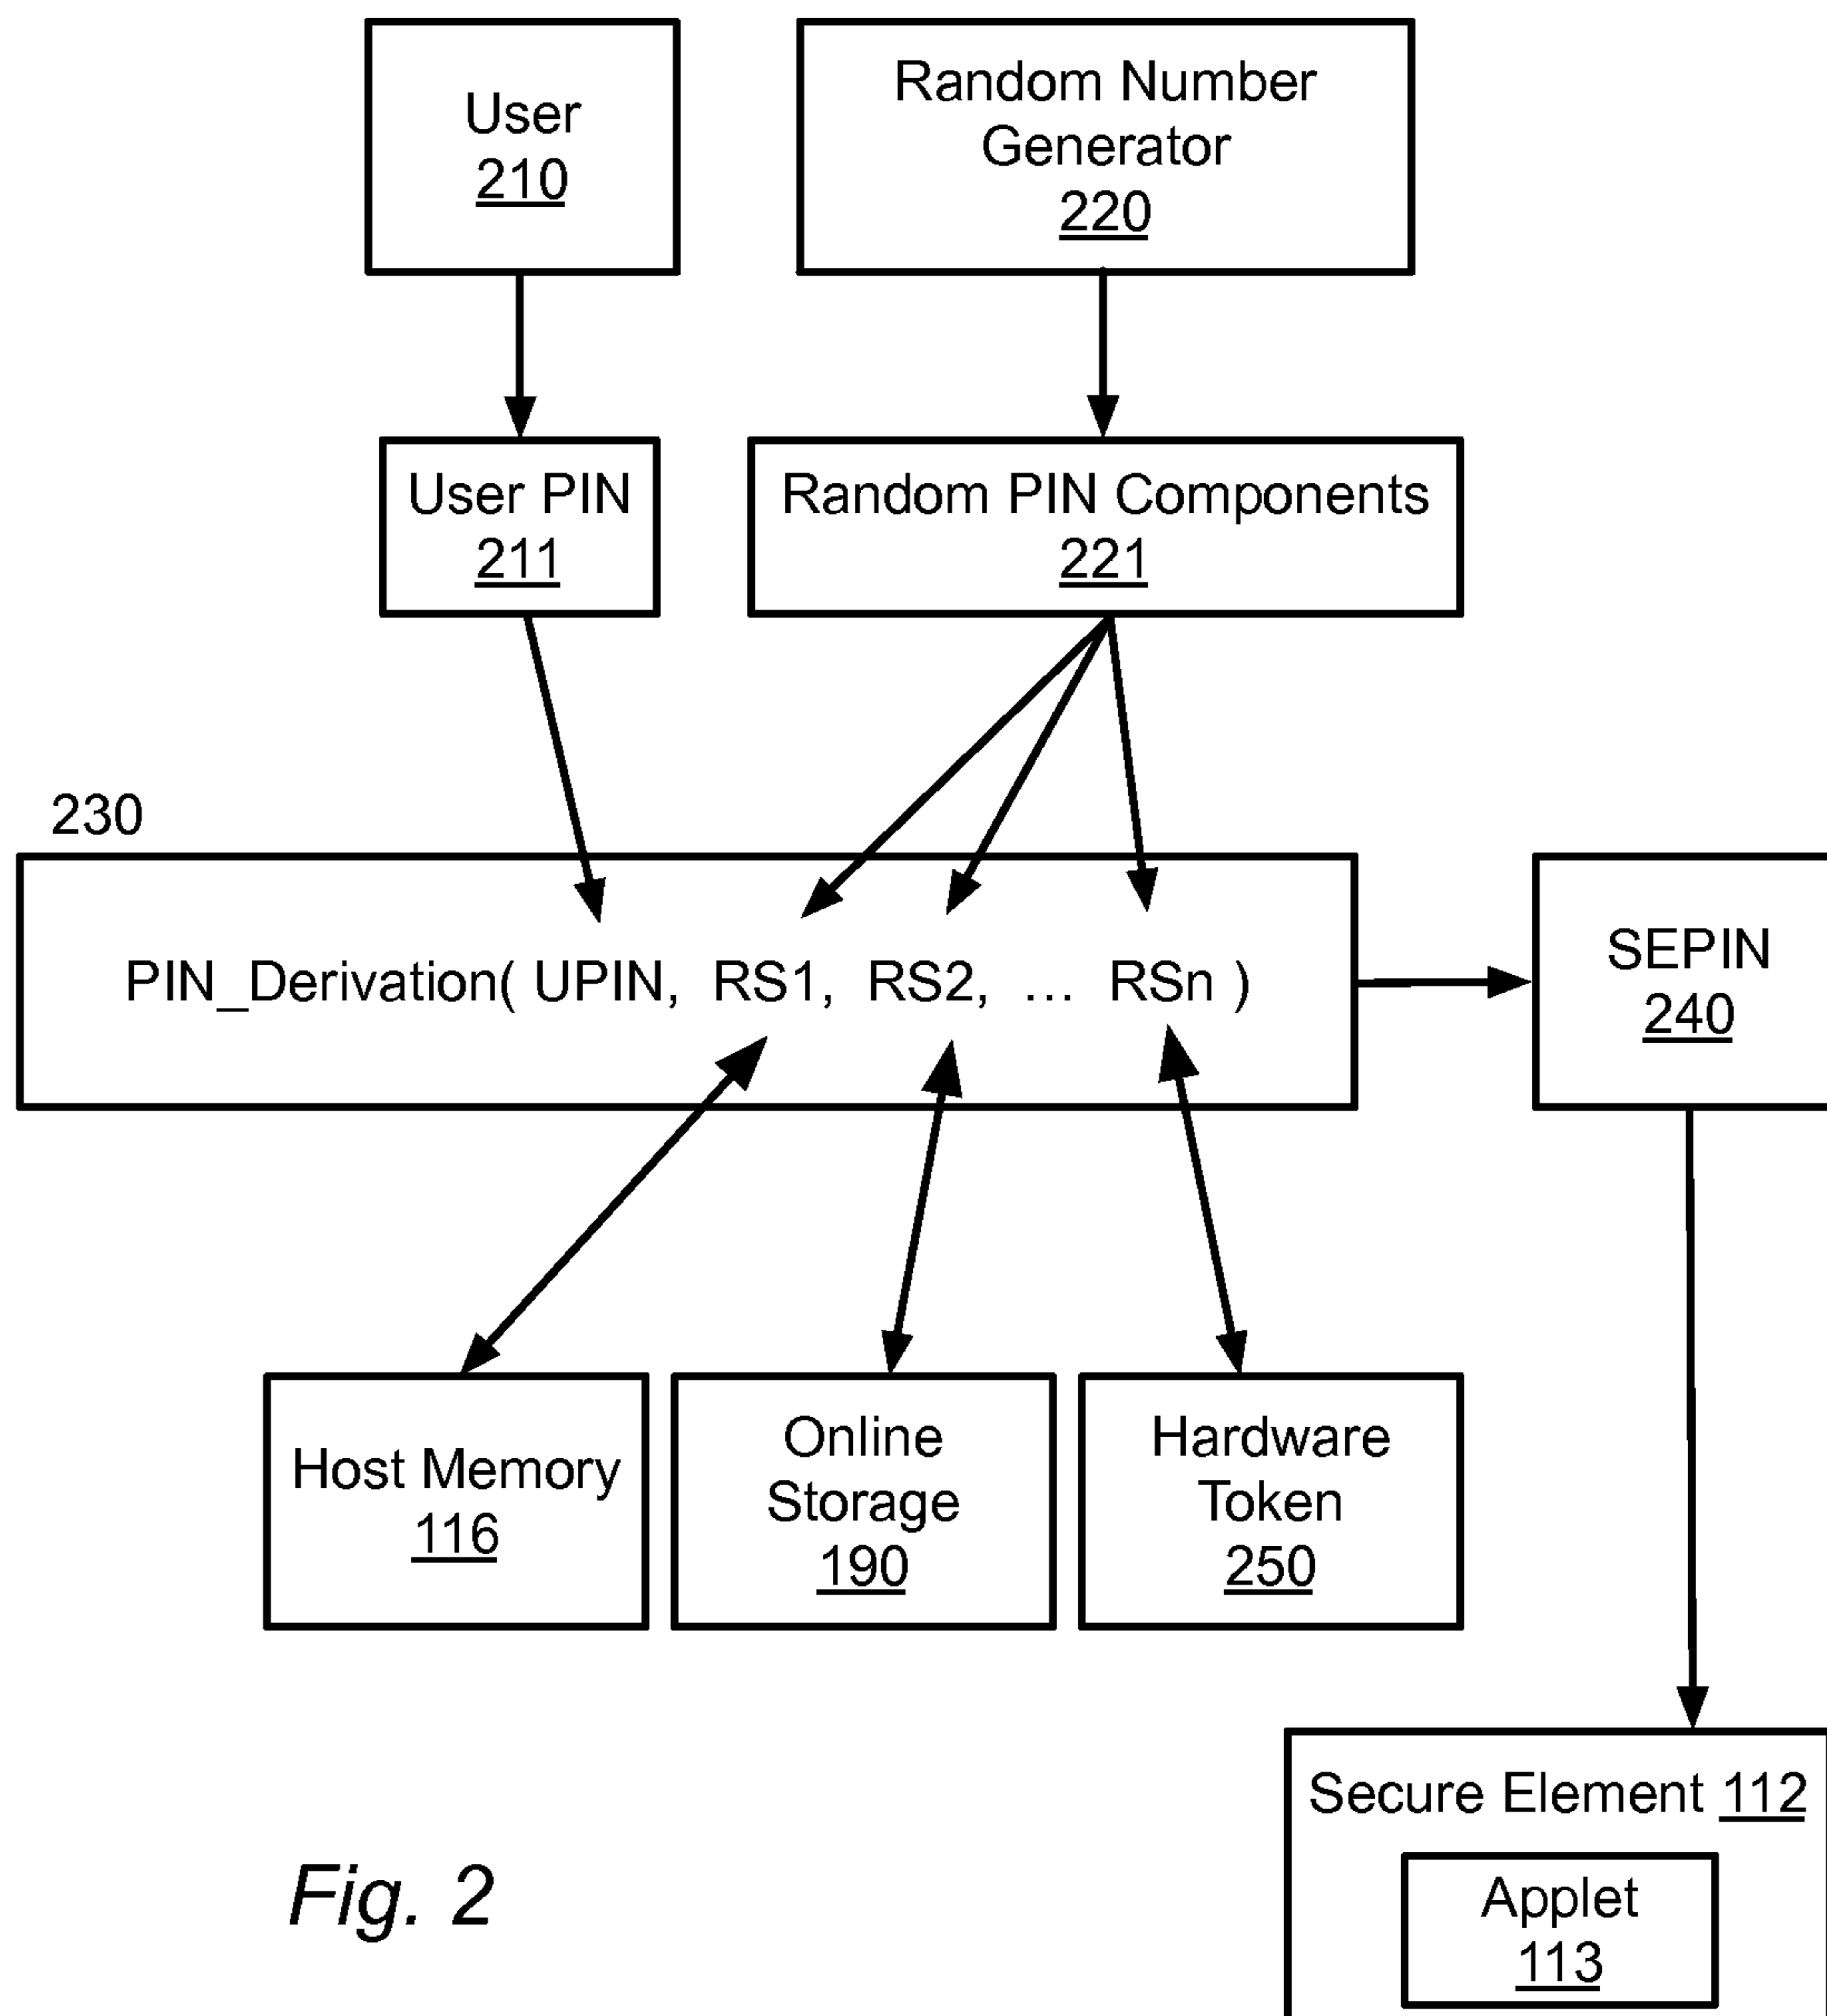 User
210
Random Number
Generator
220
User PIN
211
Random PIN Components
221
230
PIN_Derivation( UPIN, RS1, RS2, ... RSn )
SEPIN
240
Host Memory
116
Online
Storage
190
Hardware
Token
250
Secure Element 112
Applet
113
Fig. 2